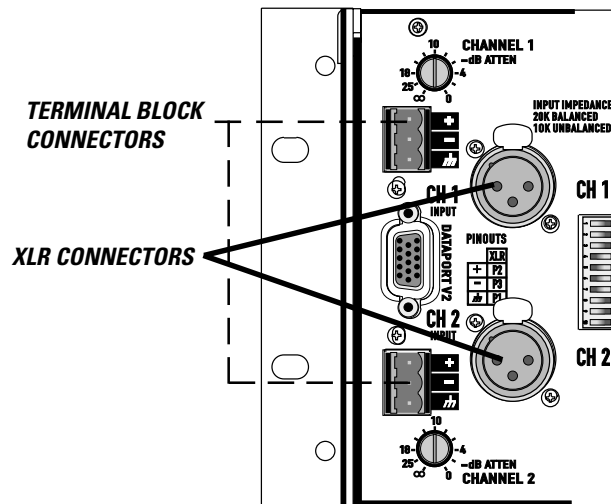 10
CHANNEL 1
-dB ATTEN
18
4
25
∞
0
TERMINAL BLOCK
CONNECTORS
+
-
INPUT IMPEDANCE
20K BALANCED
10K UNBALANCED
CH 1
INPUT
CH 1
XLR CONNECTORS
DATAPORT V2
PINOUTS
XLR
+ P2
- P3
P1
CH 2
INPUT
CH 2
+
-
10
18
4
25
∞
0
-dB ATTEN
CHANNEL 2